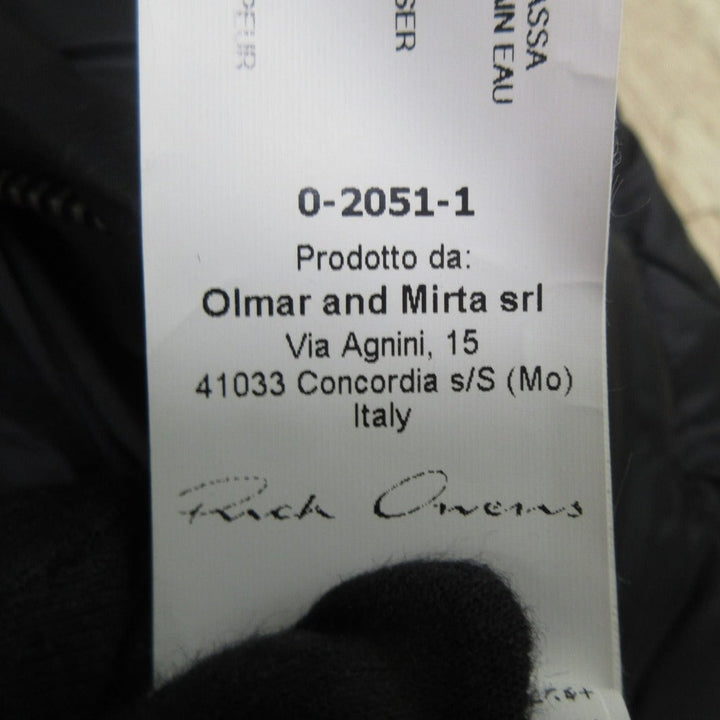 ASSA
IN EAU
SER
PEUR
0-2051-1
Prodotto da:
Olmar and Mirta srl
Via Agnini, 15
41033 Concordia s/S (Mo)
Italy
Rick Owens